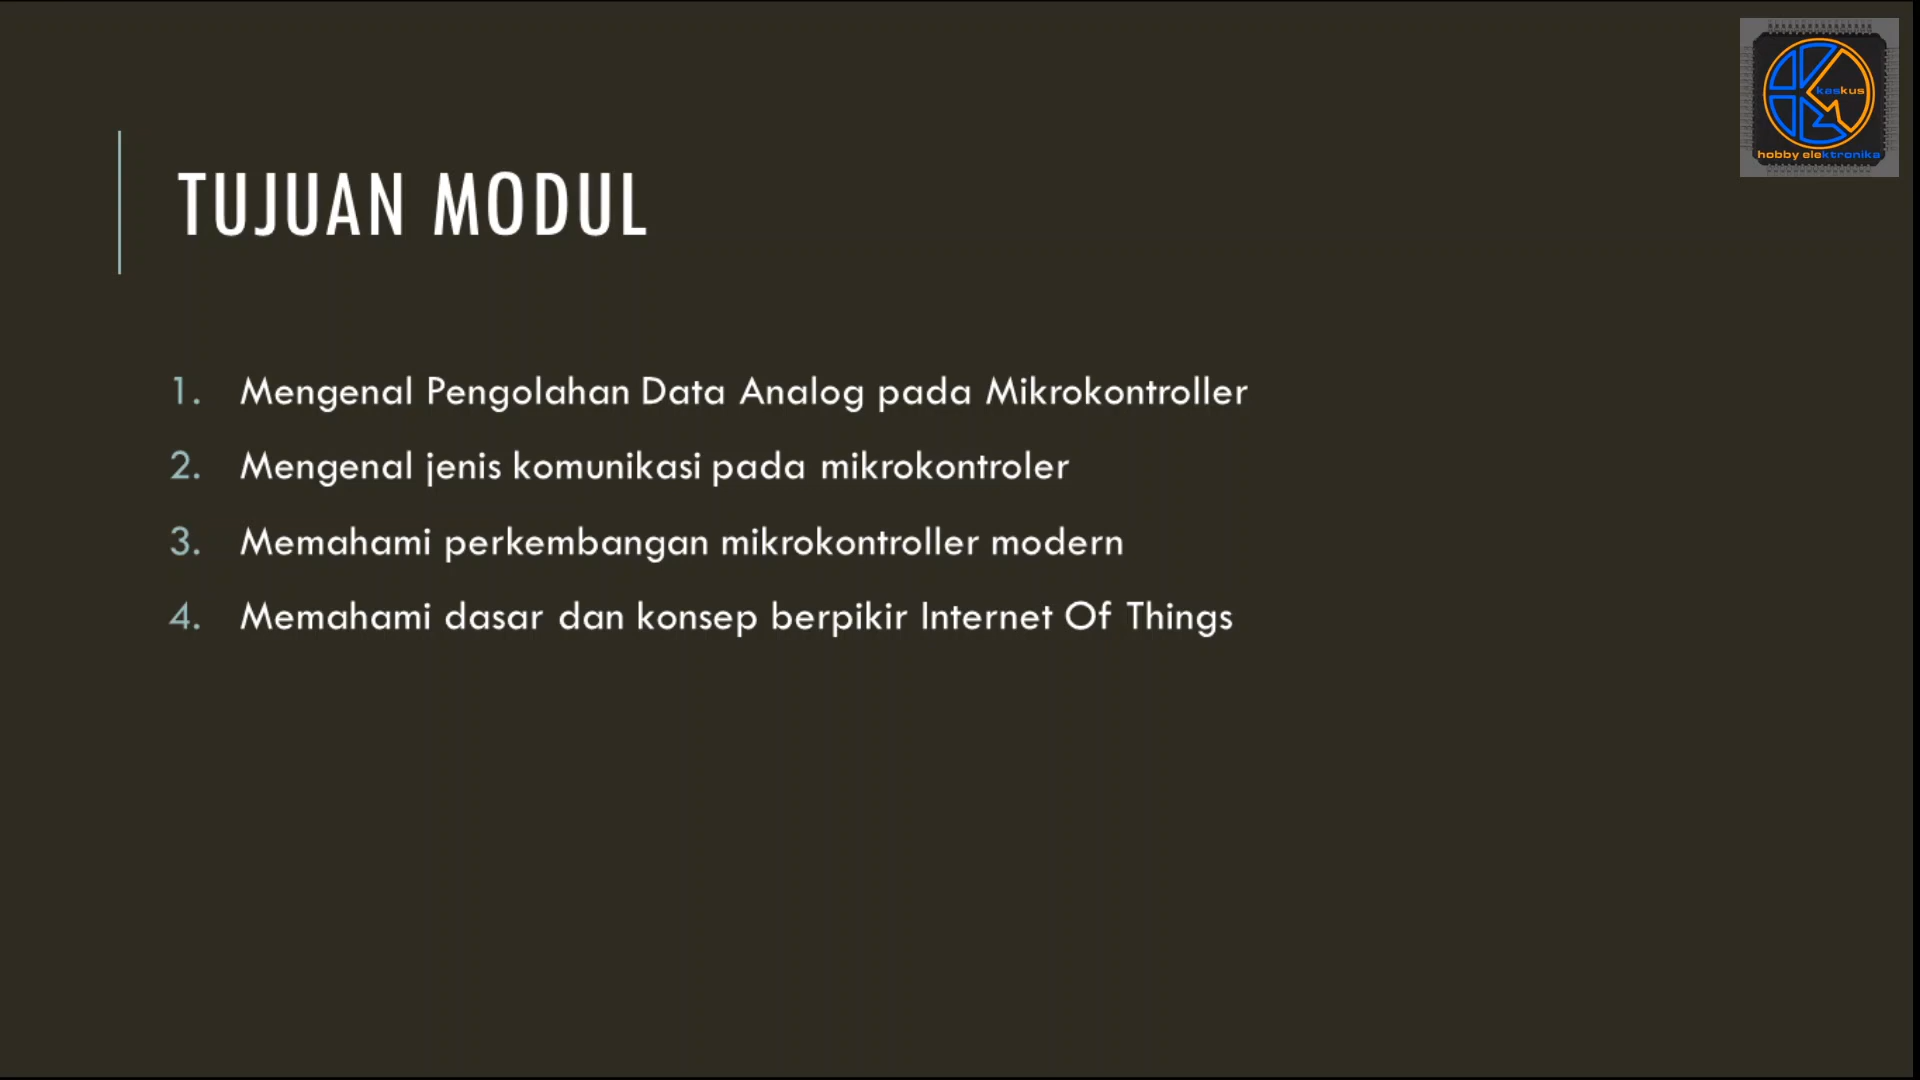 kaskus
hobby elektronika
TUJUAN MODUL
1. Mengenal Pengolahan Data Analog pada Mikrokontroller
2. Mengenal jenis komunikasi pada mikrokontroler
3. Memahami perkembangan mikrokontroller modern
4. Memahami dasar dan konsep berpikir Internet Of Things